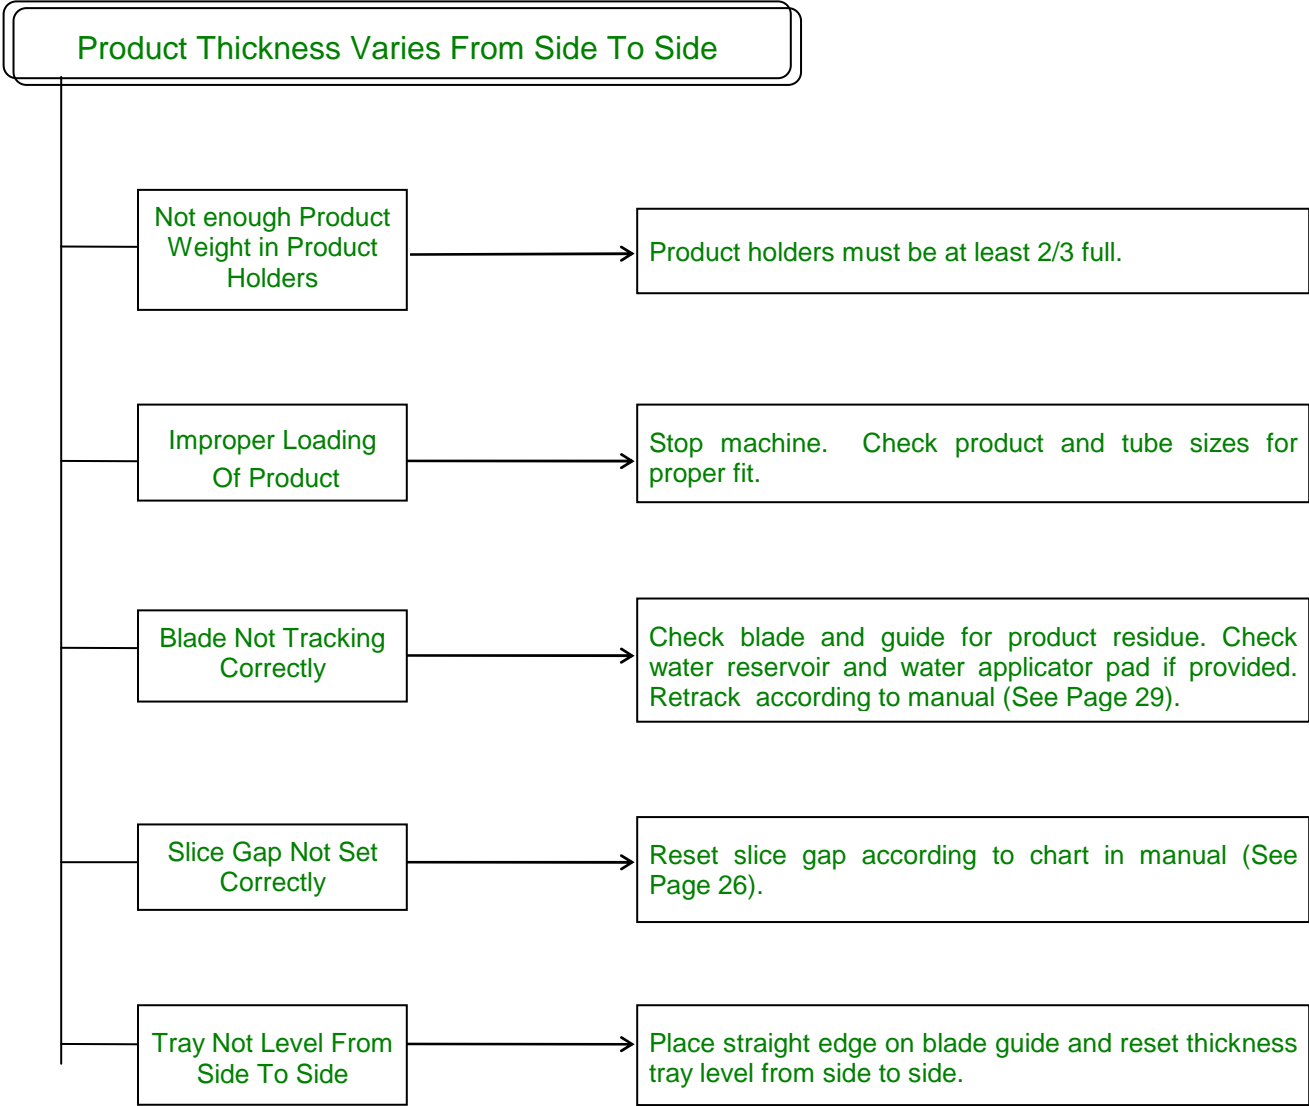 Product Thickness Varies From Side To Side
Not enough Product
Weight in Product
Holders
Product holders must be at least 2/3 full.
Improper Loading
Of Product
Stop machine. Check product and tube sizes for
proper fit.
Blade Not Tracking
Correctly
Check blade and guide for product residue. Check
water reservoir and water applicator pad if provided.
Retrack according to manual (See Page 29).
Slice Gap Not Set
Correctly
Reset slice gap according to chart in manual (See
Page 26).
Tray Not Level From
Side To Side
Place straight edge on blade guide and reset thickness
tray level from side to side.